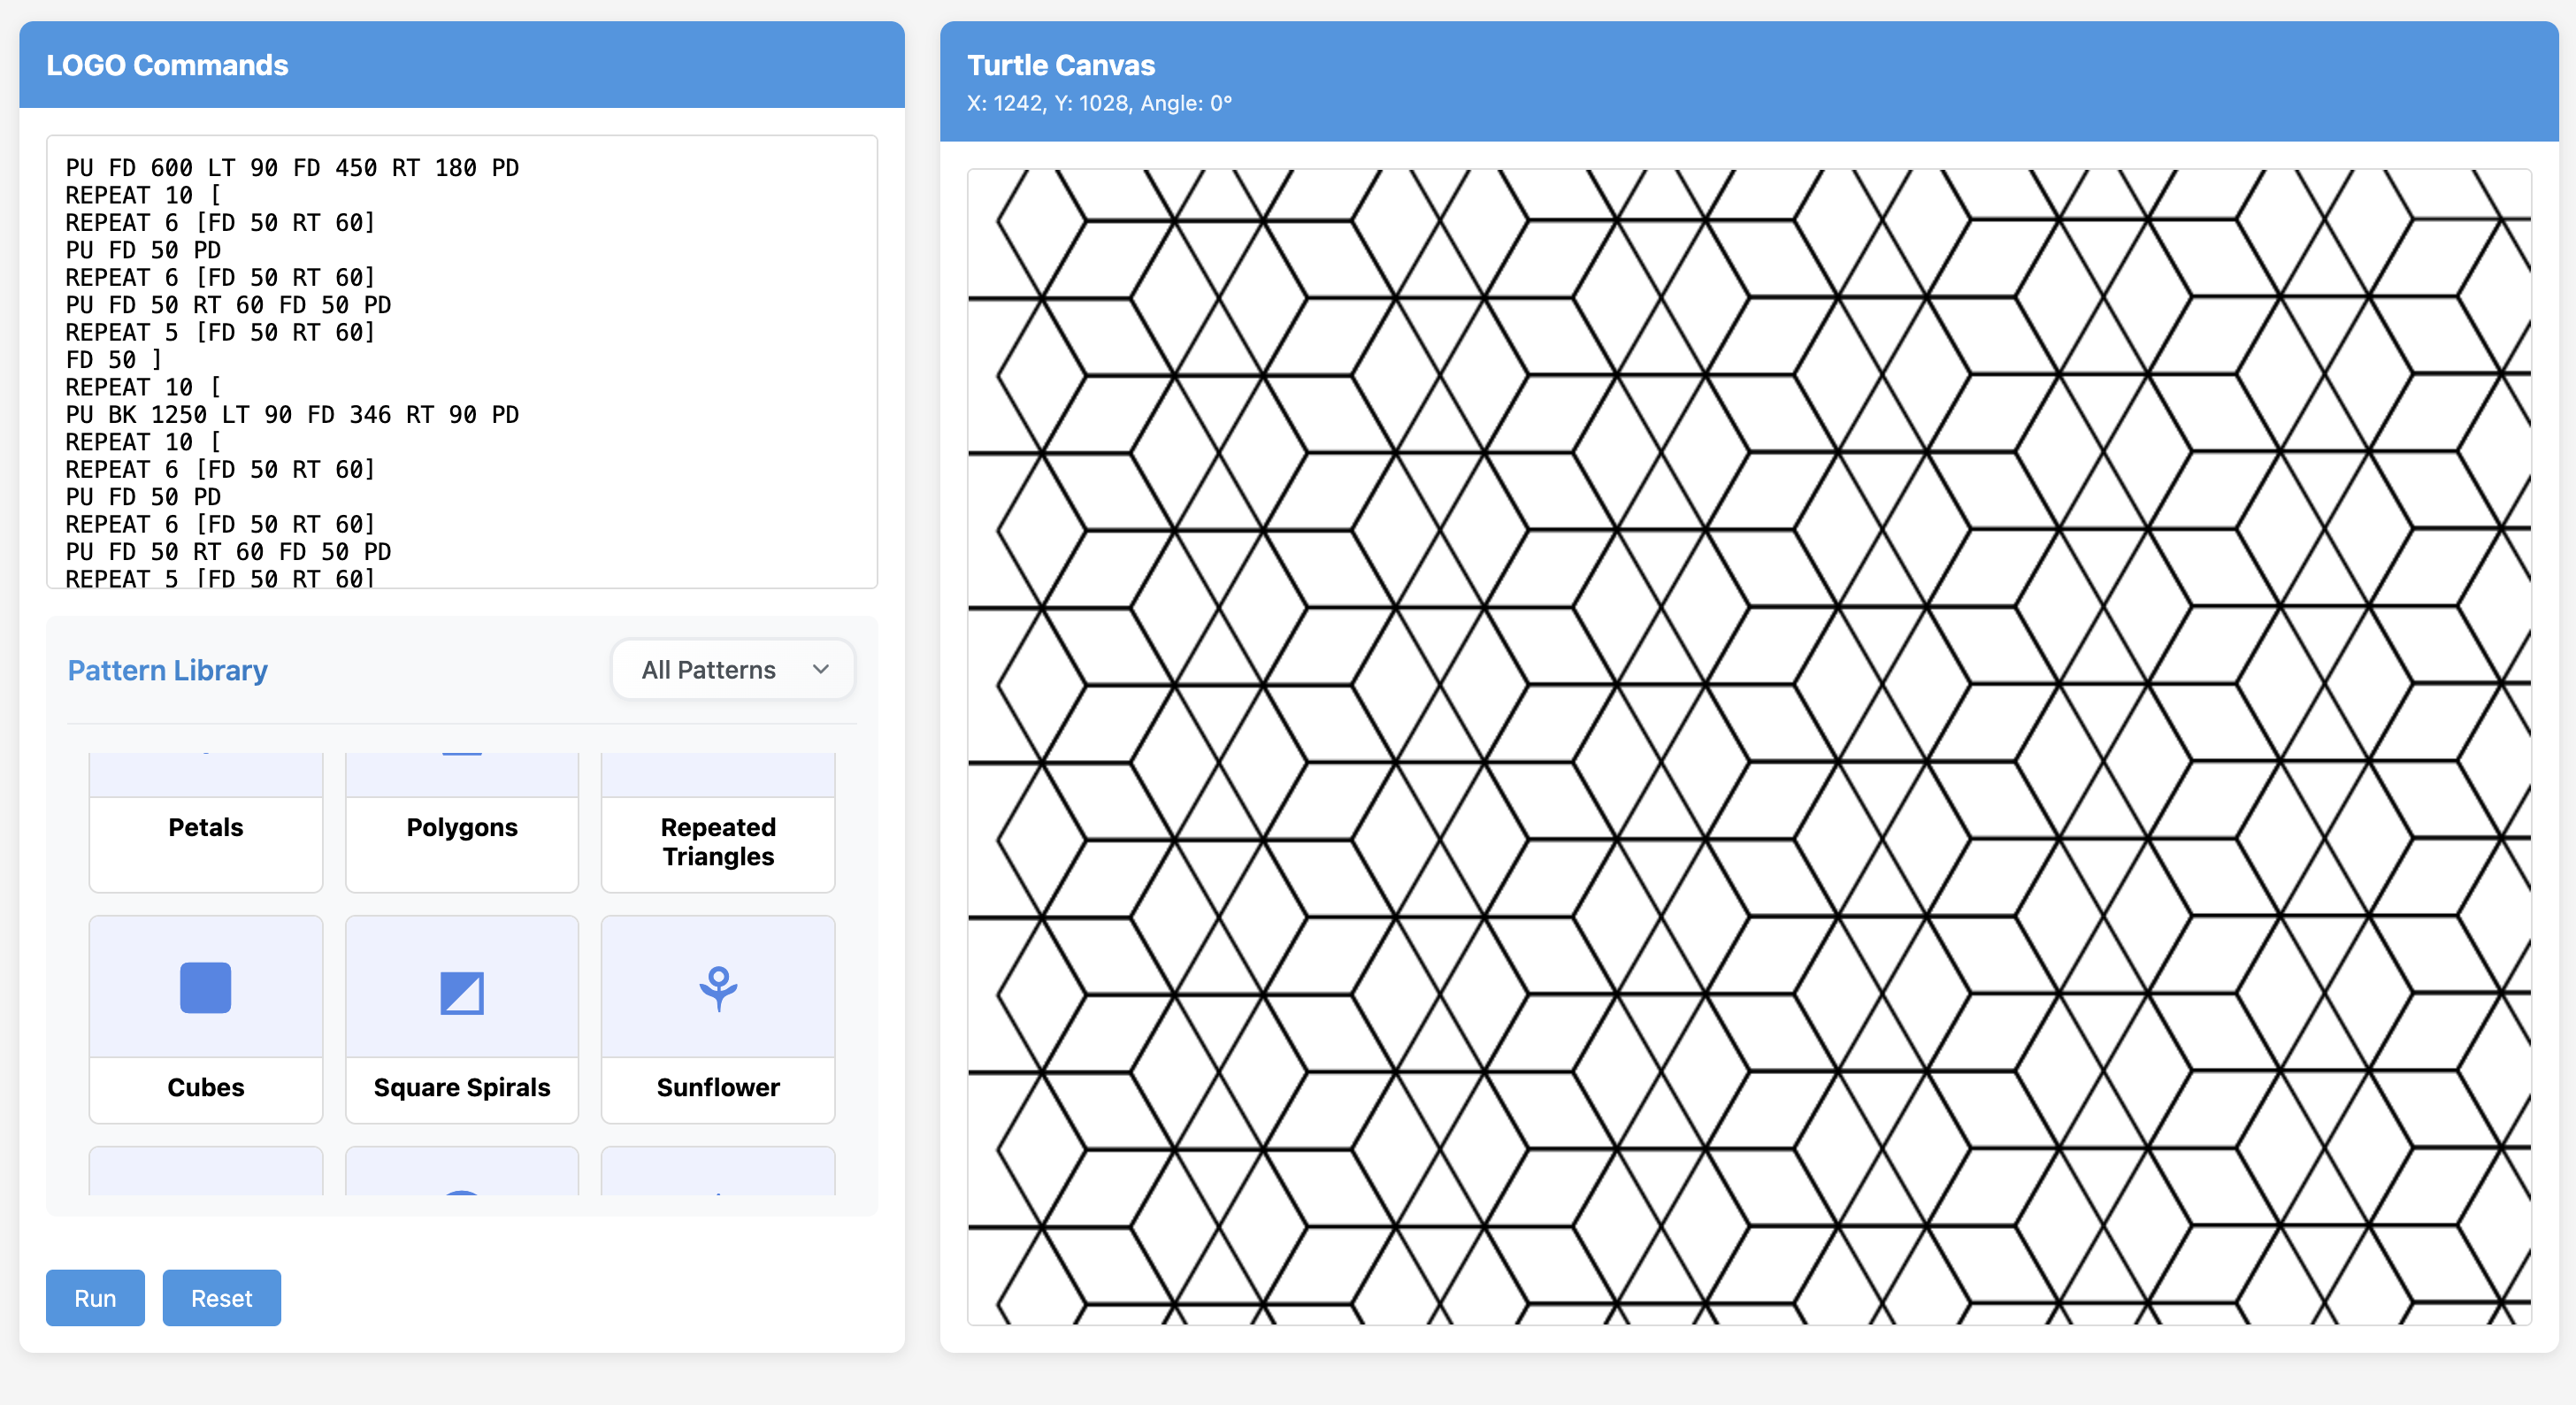 LOGO Commands
PU FD 600 LT 90 FD 450 RT 180 PD
REPEAT 10 [
REPEAT 6 [FD 50 RT 60]
PU FD 50 PD
REPEAT 6 [FD 50 RT 60]
PU FD 50 RT 60 FD 50 PD
REPEAT 5 [FD 50 RT 60]
FD 50 ]
REPEAT 10 [
PU BK 1250 LT 90 FD 346 RT 90 PD
REPEAT 10 [
REPEAT 6 [FD 50 RT 60]
PU FD 50 PD
REPEAT 6 [FD 50 RT 60]
PU FD 50 RT 60 FD 50 PD
REPEAT 5 [FD 50 RT 60]
Pattern Library
All Patterns
Petals
Polygons
Repeated
Triangles
Cubes
Square Spirals
Sunflower
Run
Reset
Turtle Canvas
X: 1242, Y: 1028, Angle: 0°